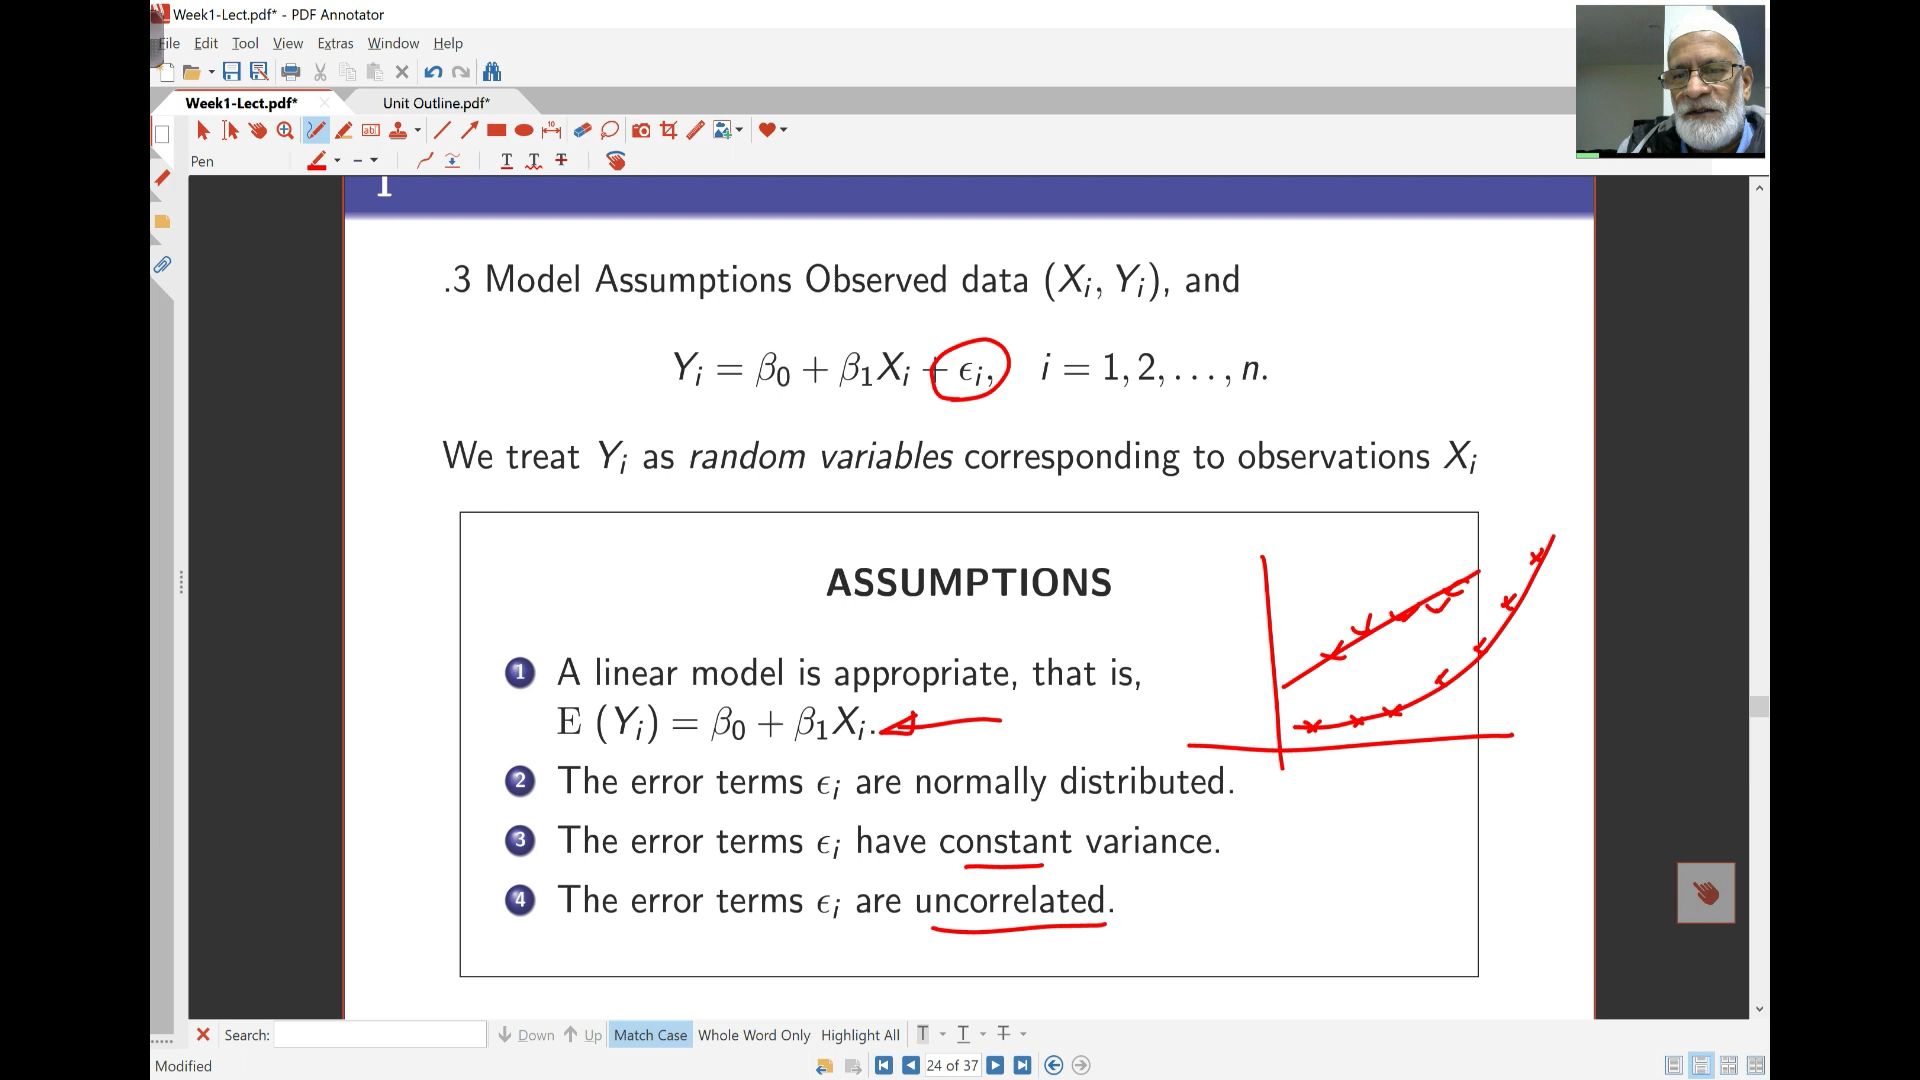 Week1-Lect.pdf* - PDF Annotator
File Edit Tool View Extras Window Help
Week1-Lect.pdf* Unit Outline.pdf*
Pen
1
.3 Model Assumptions Observed data (Xᵢ, Yᵢ), and
Yᵢ = β₀ + β₁Xᵢ + ϵᵢ, i = 1, 2, . . . , n.
We treat Yᵢ as random variables corresponding to observations Xᵢ
ASSUMPTIONS
1 A linear model is appropriate, that is,
E (Yᵢ) = β₀ + β₁Xᵢ.
2 The error terms ϵᵢ are normally distributed.
3 The error terms ϵᵢ have constant variance.
4 The error terms ϵᵢ are uncorrelated.
Search: Down Up Match Case Whole Word Only Highlight All
Modified 24 of 37